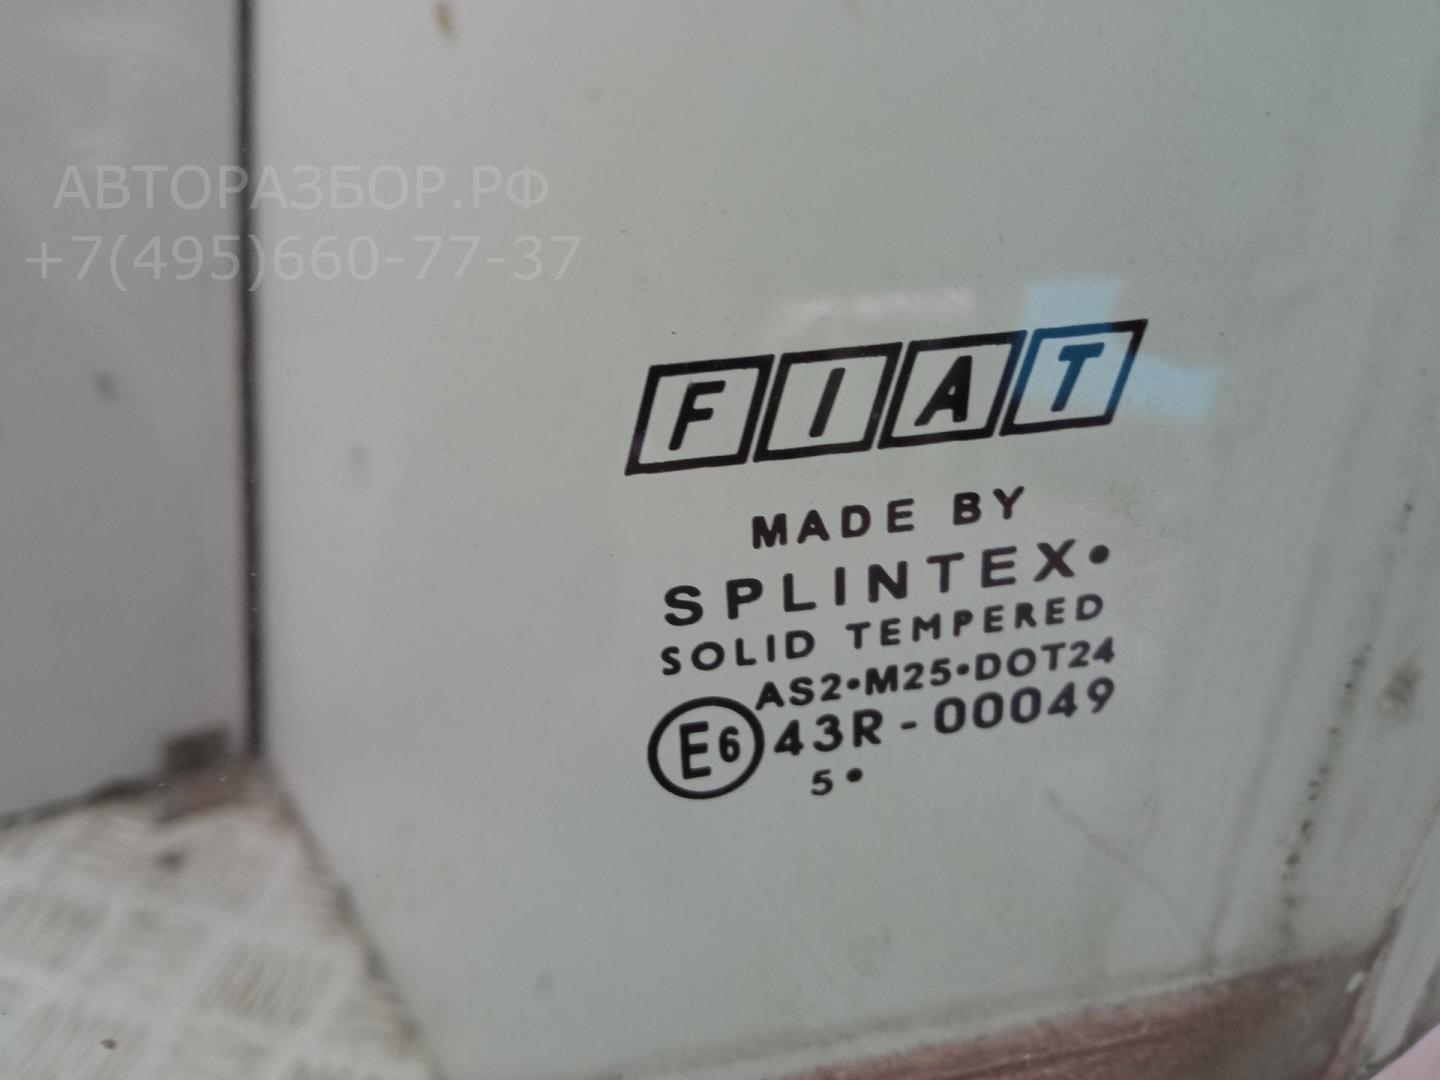 АВТОРАЗБОР.РФ
+7(495)660-77-37
FIAT
MADE BY
SPLINTEX•
SOLID TEMPERED
AS2•M25•DOT24
E6 43R-00049
5•